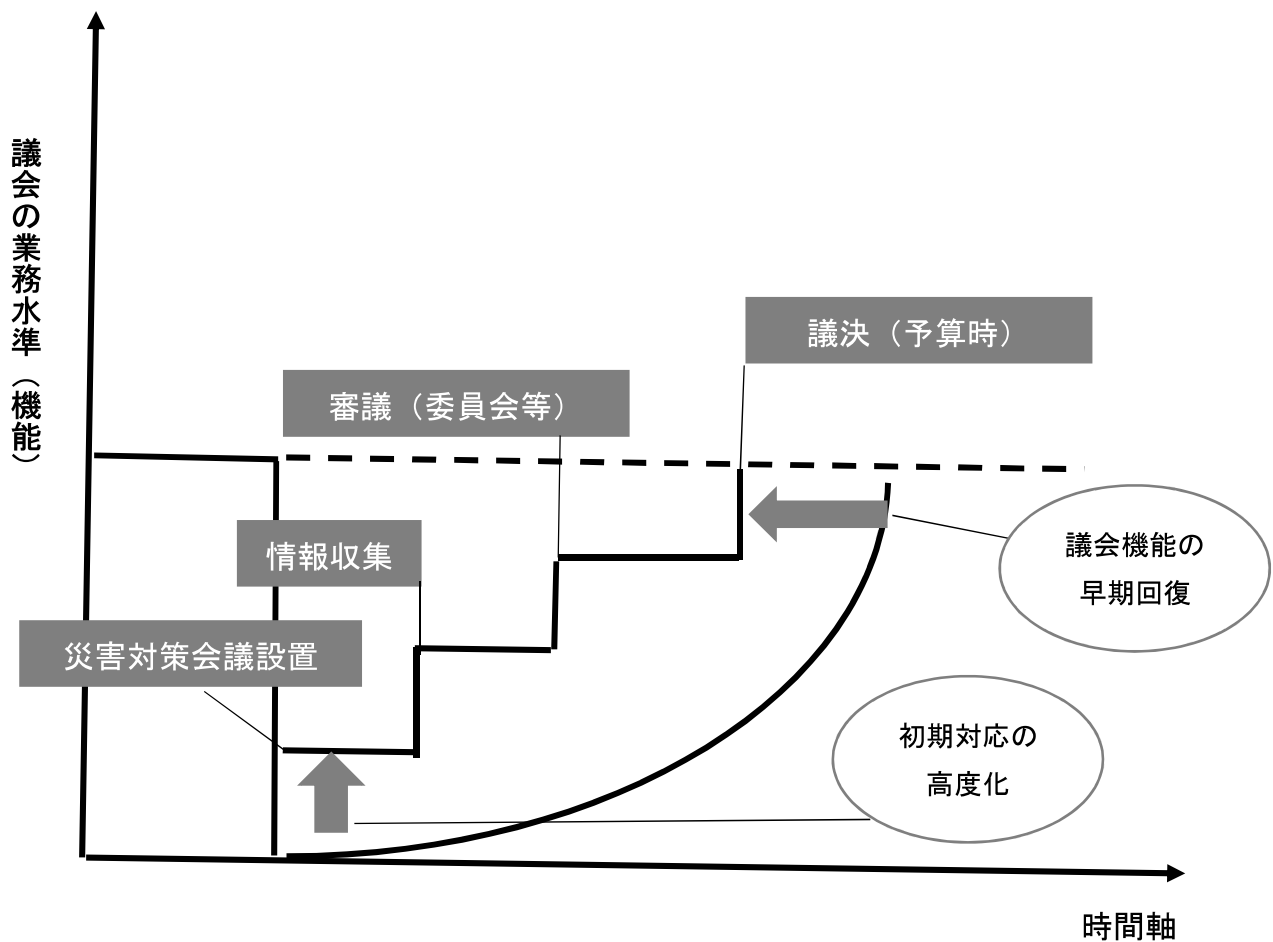 議会の業務水準（機能）
議決（予算時）
審議（委員会等）
情報収集
災害対策会議設置
議会機能の
早期回復
初期対応の
高度化
時間軸